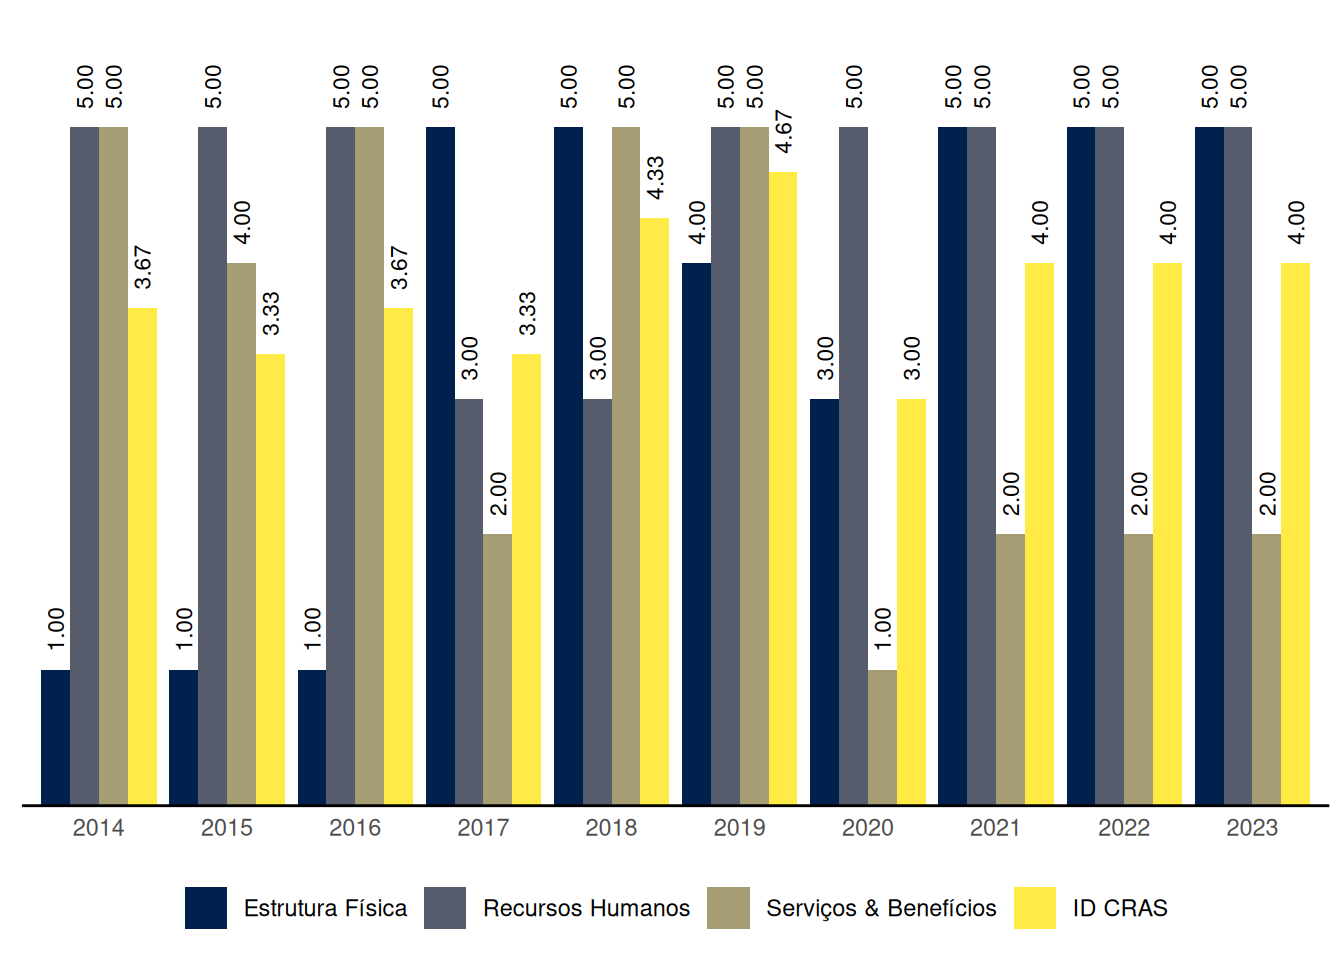 5.00 5.00 5.00 5.00 5.00 5.00 5.00 5.00 5.00 5.00 5.00 5.00 5.00 5.00 5.00 5.00 5.00
4.67
4.33
4.00 4.00 4.00 4.00 4.00
3.67 3.67
3.33 3.33
3.00 3.00 3.00 3.00
2.00 2.00 2.00 2.00
1.00 1.00 1.00 1.00
2014 2015 2016 2017 2018 2019 2020 2021 2022 2023
Estrutura Física Recursos Humanos Serviços & Benefícios ID CRAS